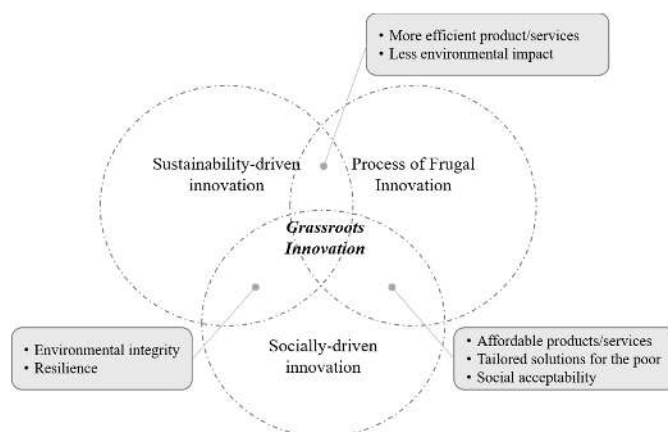 • More efficient product/services
• Less environmental impact
Sustainability-driven
innovation
Process of Frugal
Innovation
Grassroots
Innovation
• Environmental integrity
• Resilience
Socially-driven
innovation
• Affordable products/services
• Tailored solutions for the poor
• Social acceptability